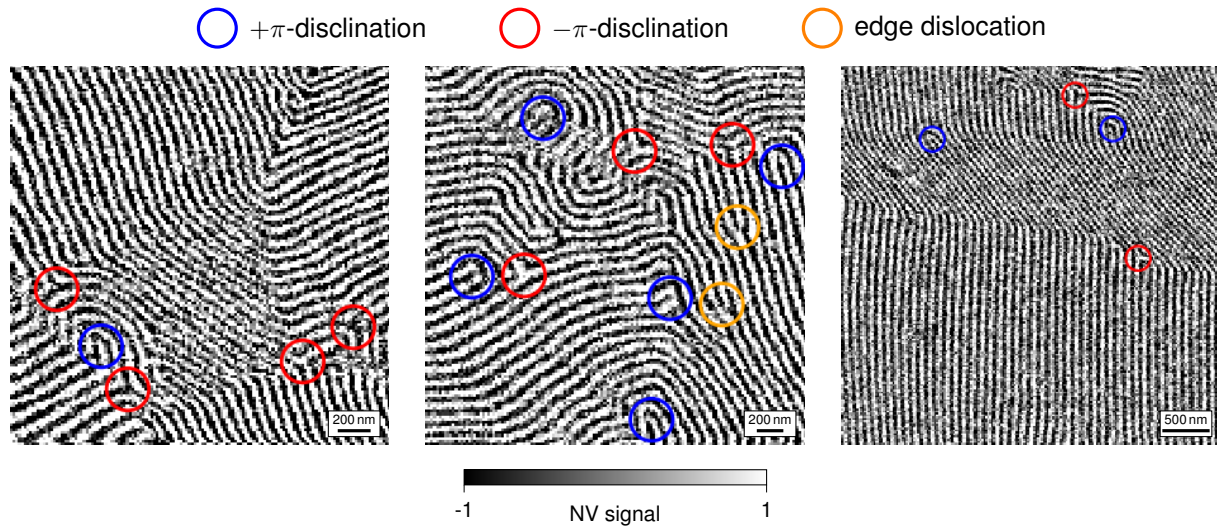 +π-disclination
−π-disclination
edge dislocation
200 nm
200 nm
500 nm
-1
1
NV signal